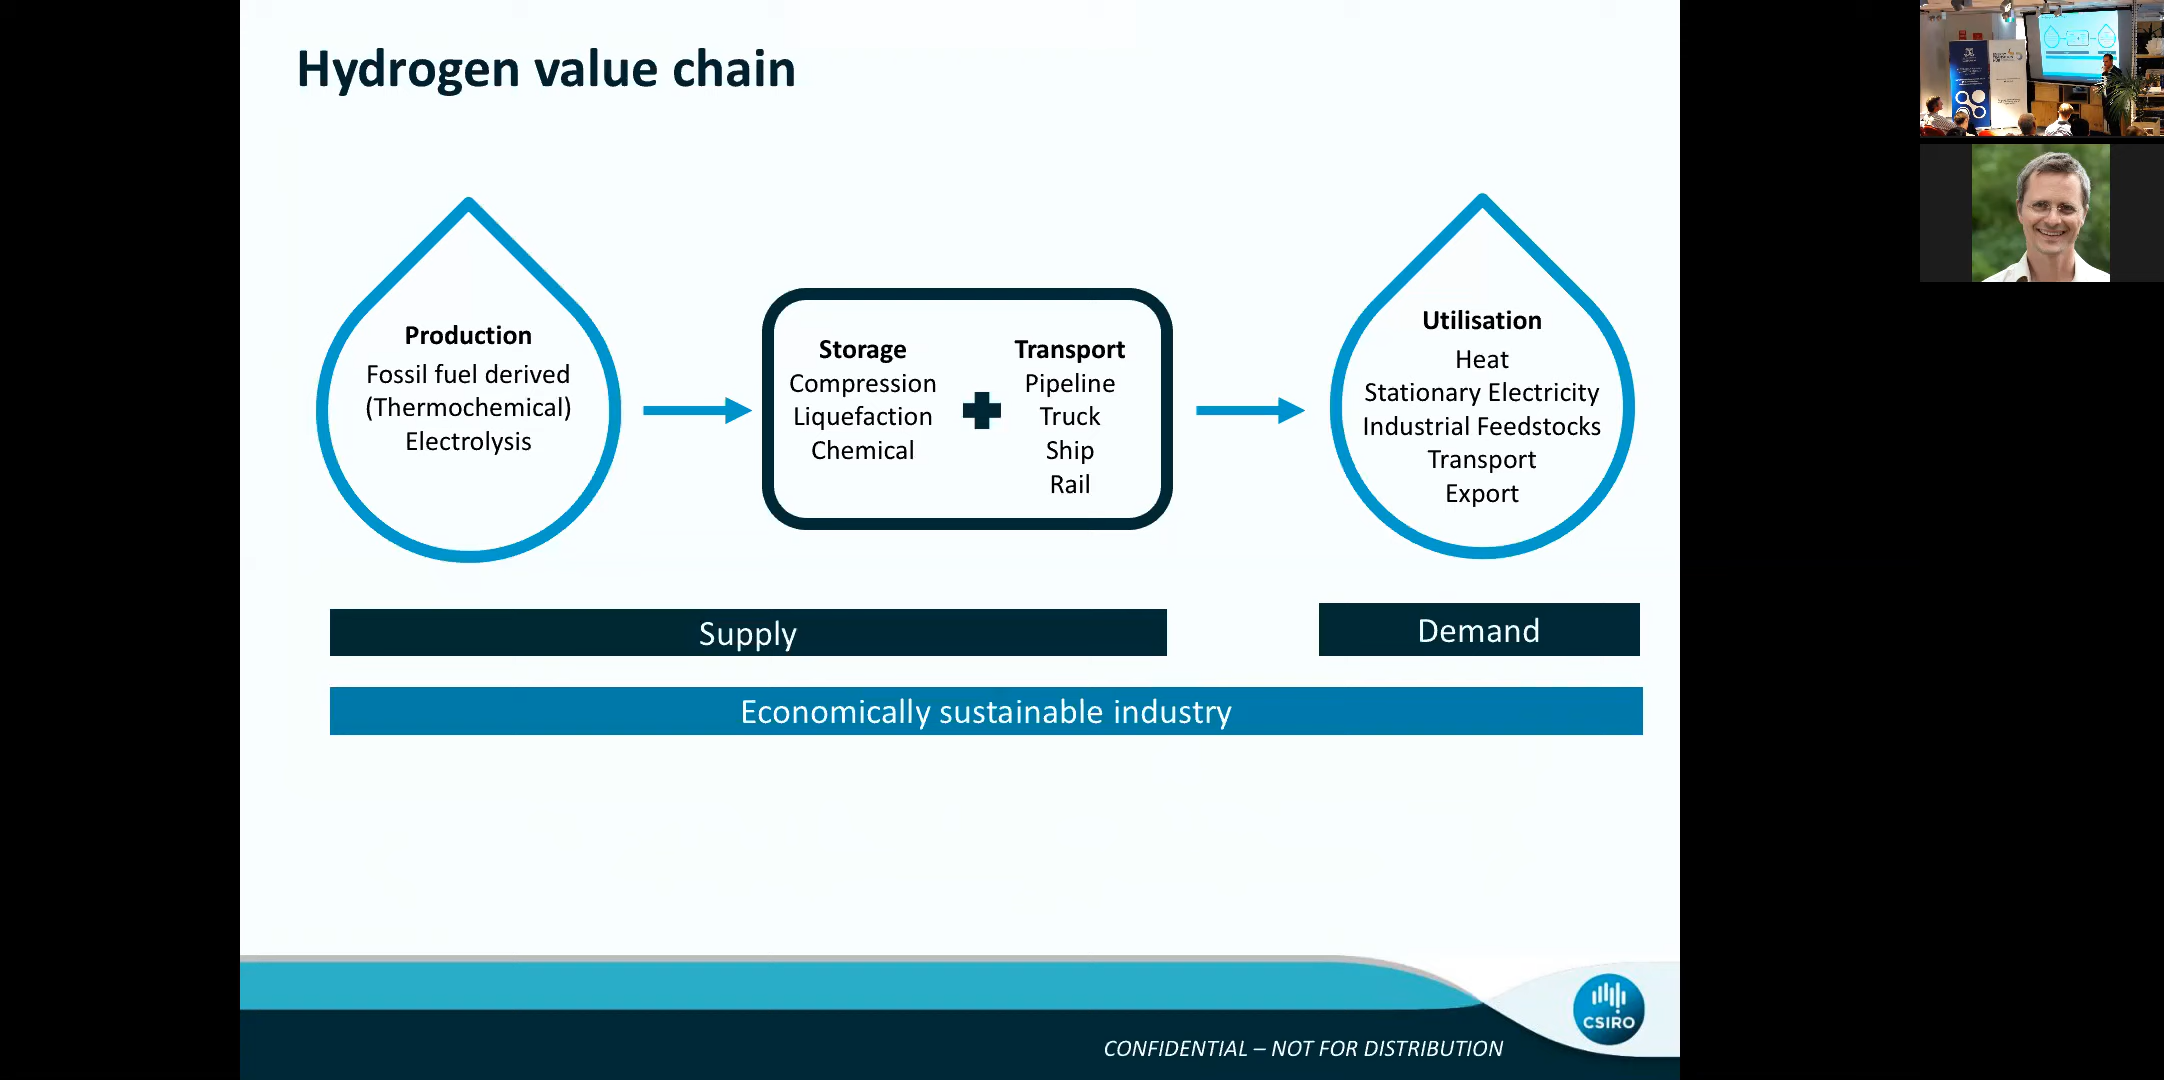 Hydrogen value chain
Production
Fossil fuel derived
(Thermochemical)
Electrolysis
Storage
Compression
Liquefaction
Chemical
Transport
Pipeline
Truck
Ship
Rail
Utilisation
Heat
Stationary Electricity
Industrial Feedstocks
Transport
Export
Supply
Demand
Economically sustainable industry
CONFIDENTIAL – NOT FOR DISTRIBUTION
CSIRO